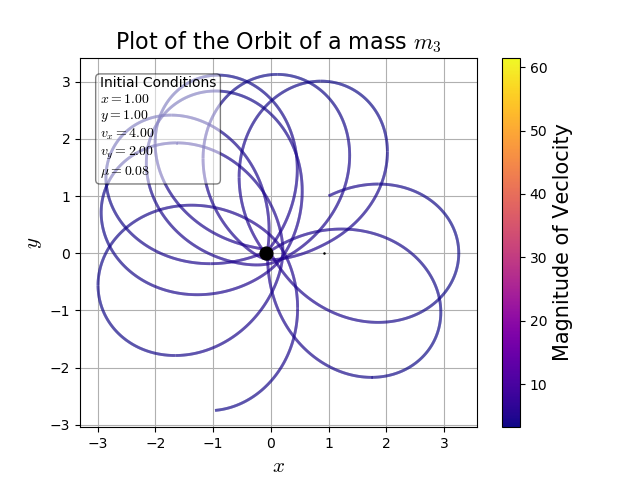 Plot of the Orbit of a mass m₃
Initial Conditions
x = 1.00
y = 1.00
vₓ = 4.00
v_y = 2.00
μ = 0.08
3
2
1
0
−1
−2
−3
y
−3 −2 −1 0 1 2 3
x
60
50
40
30
20
10
Magnitude of Veclocity